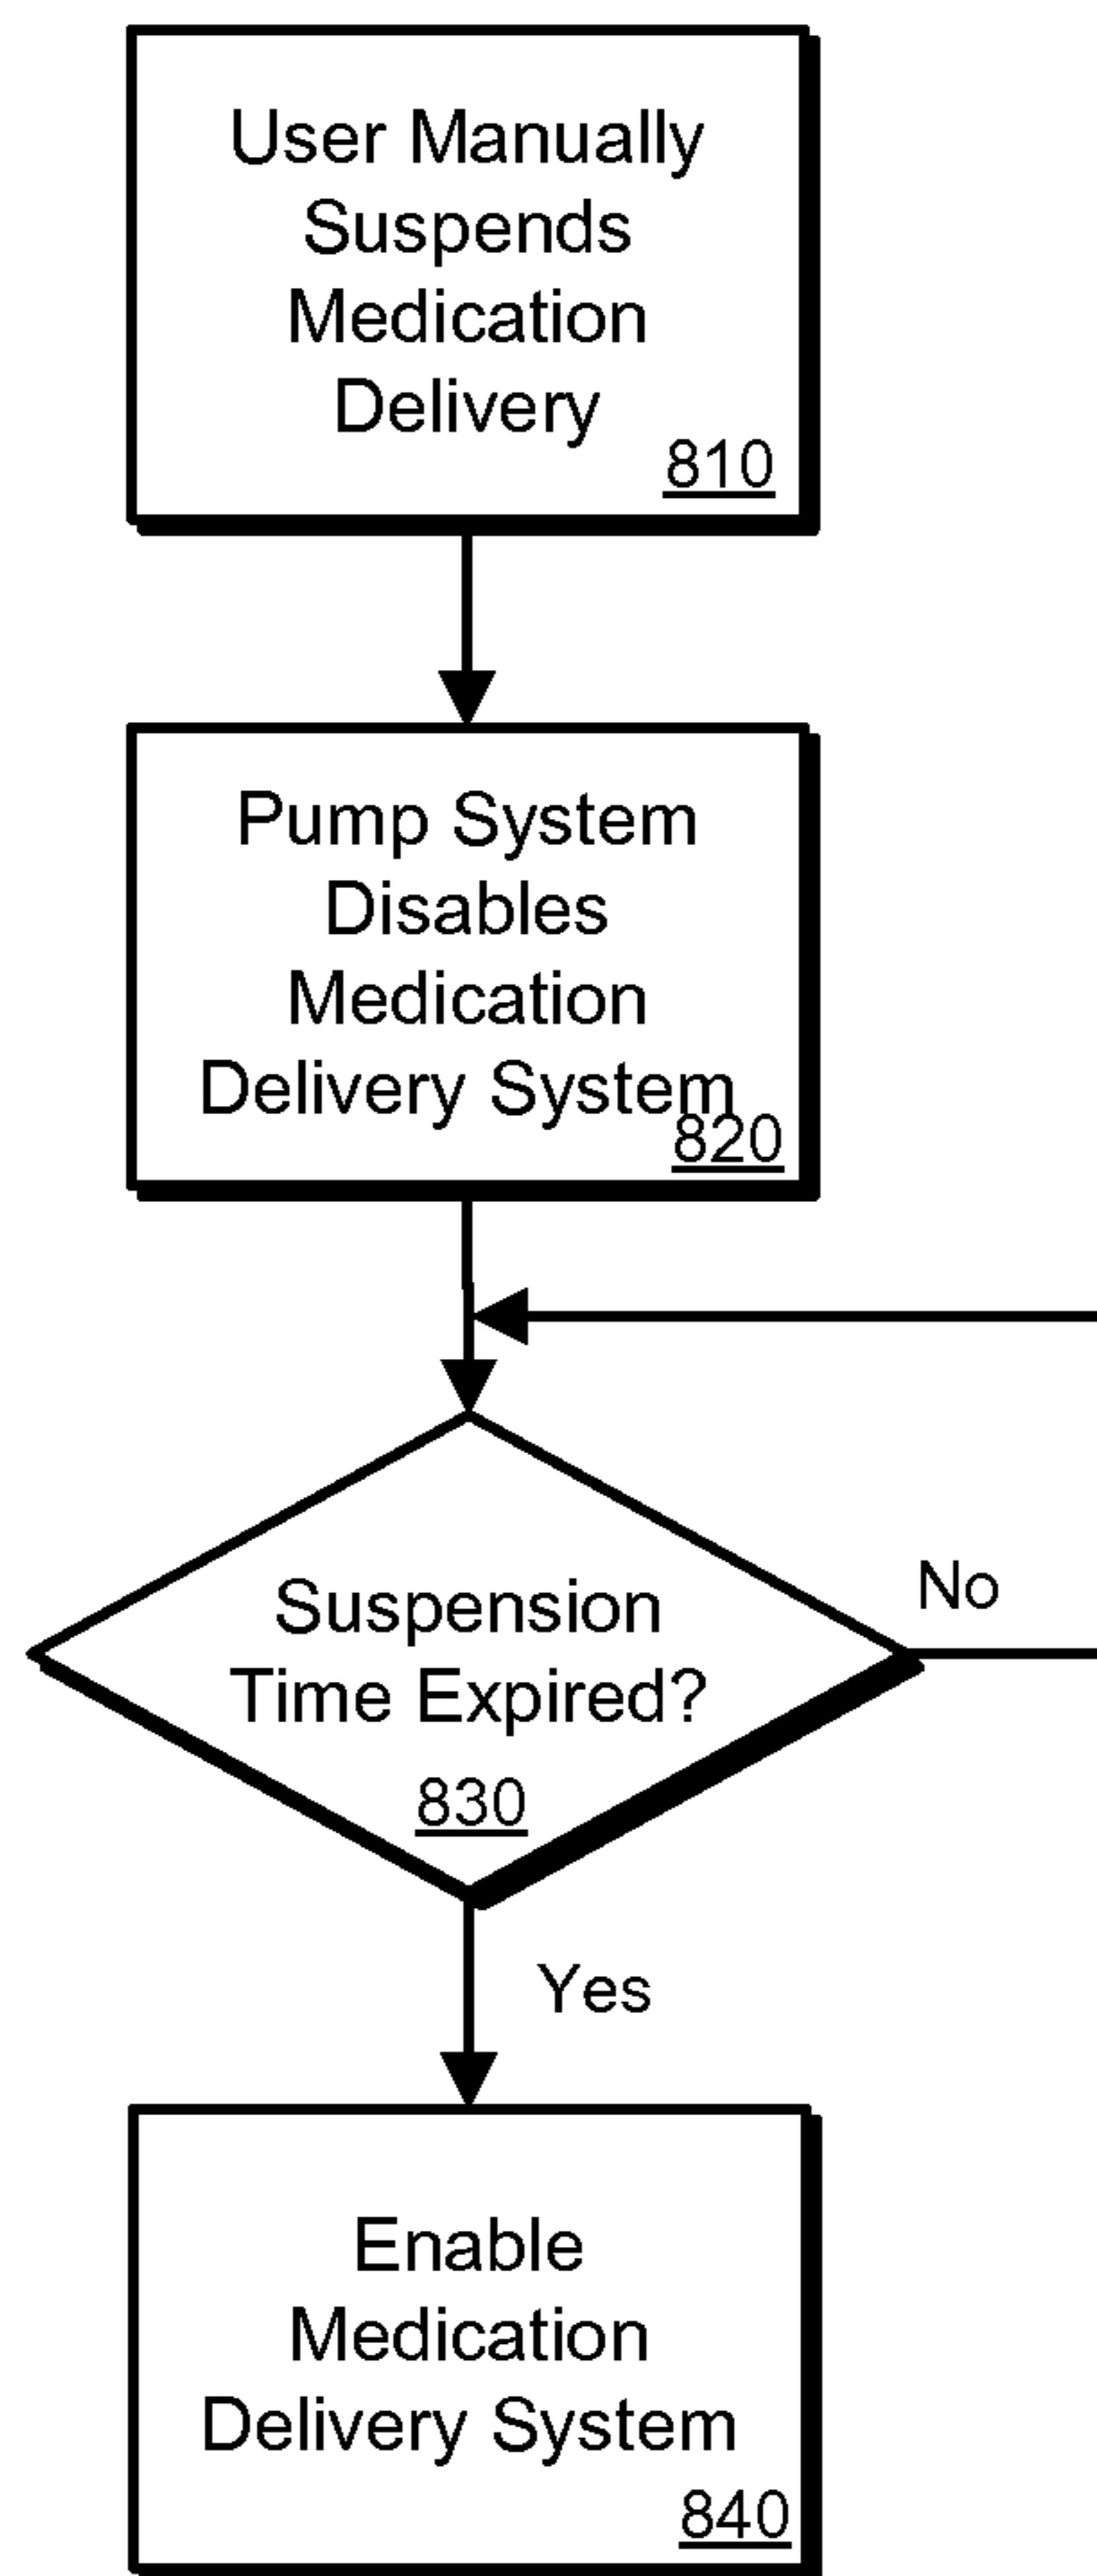 User Manually
Suspends
Medication
Delivery
810
Pump System
Disables
Medication
Delivery System
820
Suspension
Time Expired?
830
No
Yes
Enable
Medication
Delivery System
840